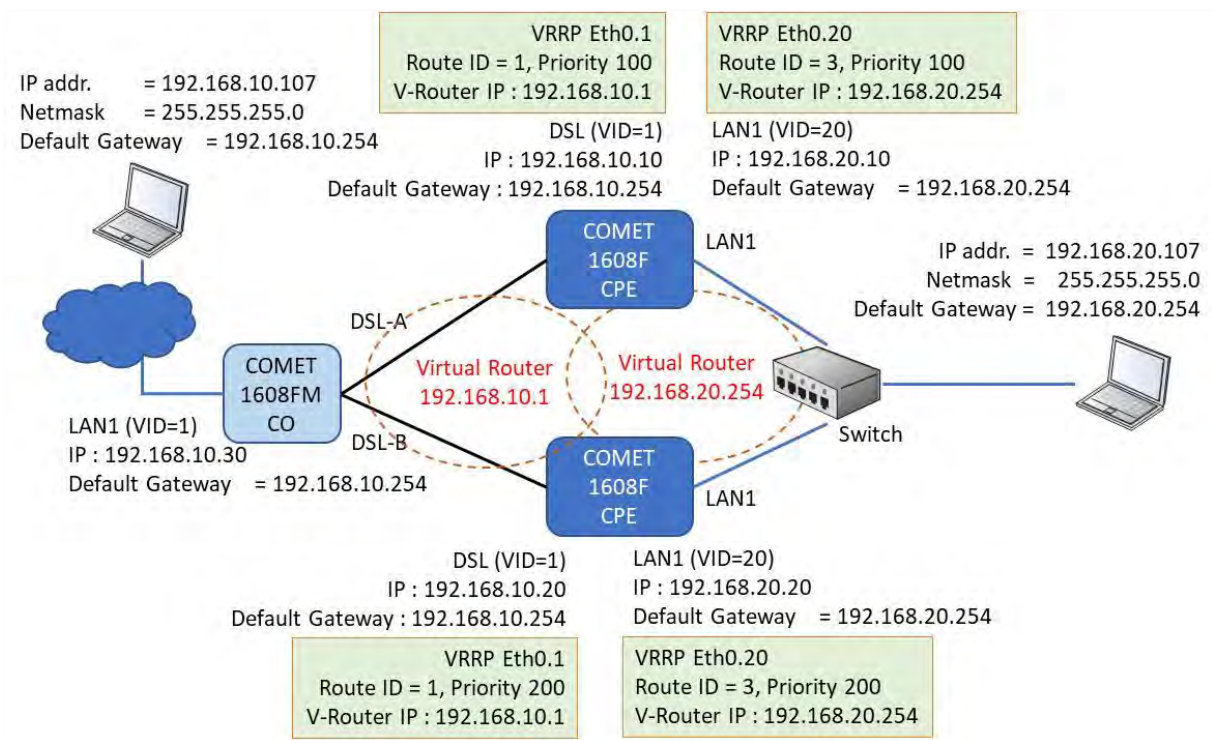 VRRP Eth0.1
Route ID = 1, Priority 100
V-Router IP : 192.168.10.1
VRRP Eth0.20
Route ID = 3, Priority 100
V-Router IP : 192.168.20.254
IP addr. = 192.168.10.107
Netmask = 255.255.255.0
Default Gateway = 192.168.10.254
DSL (VID=1)
IP : 192.168.10.10
Default Gateway : 192.168.10.254
LAN1 (VID=20)
IP : 192.168.20.10
Default Gateway = 192.168.20.254
COMET
1608F
CPE
LAN1
IP addr. = 192.168.20.107
Netmask = 255.255.255.0
Default Gateway = 192.168.20.254
DSL-A
Virtual Router
192.168.10.1
Virtual Router
192.168.20.254
COMET
1608FM
CO
LAN1 (VID=1)
IP : 192.168.10.30
Default Gateway = 192.168.10.254
DSL-B
Switch
COMET
1608F
CPE
LAN1
DSL (VID=1)
IP : 192.168.10.20
Default Gateway : 192.168.10.254
LAN1 (VID=20)
IP : 192.168.20.20
Default Gateway = 192.168.20.254
VRRP Eth0.1
Route ID = 1, Priority 200
V-Router IP : 192.168.10.1
VRRP Eth0.20
Route ID = 3, Priority 200
V-Router IP : 192.168.20.254